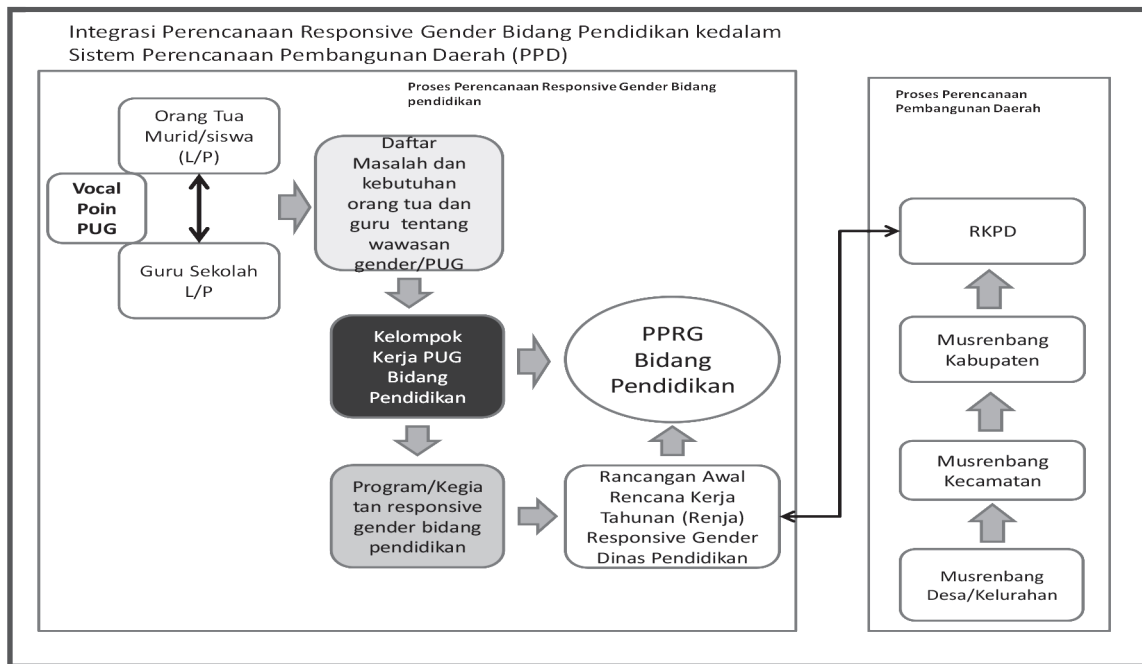 Integrasi Perencanaan Responsive Gender Bidang Pendidikan kedalam
Sistem Perencanaan Pembangunan Daerah (PPD)
Proses Perencanaan Responsive Gender Bidang
pendidikan
Orang Tua
Murid/siswa
(L/P)
Vocal
Poin
PUG
Guru Sekolah
L/P
Daftar
Masalah dan
kebutuhan
orang tua dan
guru tentang
wawasan
gender/PUG
Kelompok
Kerja PUG
Bidang
Pendidikan
PPRG
Bidang
Pendidikan
Program/Kegia
tan responsive
gender bidang
pendidikan
Rancangan Awal
Rencana Kerja
Tahunan (Renja)
Responsive Gender
Dinas Pendidikan
Proses Perencanaan
Pembangunan Daerah
RKPD
Musrenbang
Kabupaten
Musrenbang
Kecamatan
Musrenbang
Desa/Kelurahan